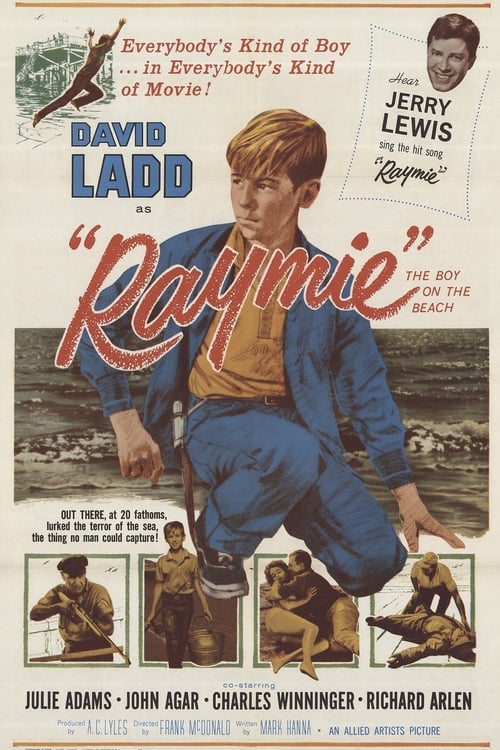 Everybody's Kind of Boy
...in Everybody's Kind
of Movie!
Hear
JERRY
LEWIS
sing the hit song
"Raymie"
DAVID
LADD
as
"Raymie"
THE BOY
ON THE
BEACH
OUT THERE, at 20 fathoms,
lurked the terror of the sea,
the thing no man could capture!
co-starring
JULIE ADAMS · JOHN AGAR · CHARLES WINNINGER · RICHARD ARLEN
Produced by A.C. LYLES Directed by FRANK McDONALD Written by MARK HANNA · AN ALLIED ARTISTS PICTURE